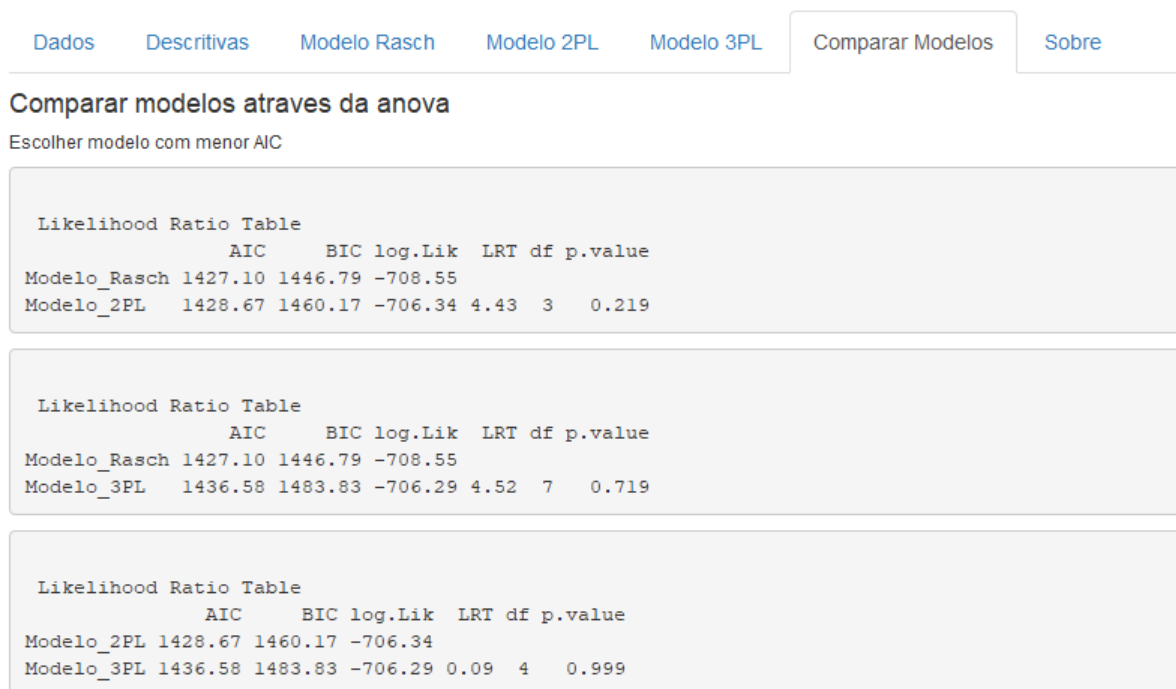 Dados Descritivas Modelo Rasch Modelo 2PL Modelo 3PL Comparar Modelos Sobre
Comparar modelos atraves da anova
Escolher modelo com menor AIC
Likelihood Ratio Table
AIC BIC log.Lik LRT df p.value
Modelo_Rasch 1427.10 1446.79 -708.55
Modelo_2PL 1428.67 1460.17 -706.34 4.43 3 0.219
Likelihood Ratio Table
AIC BIC log.Lik LRT df p.value
Modelo_Rasch 1427.10 1446.79 -708.55
Modelo_3PL 1436.58 1483.83 -706.29 4.52 7 0.719
Likelihood Ratio Table
AIC BIC log.Lik LRT df p.value
Modelo_2PL 1428.67 1460.17 -706.34
Modelo_3PL 1436.58 1483.83 -706.29 0.09 4 0.999